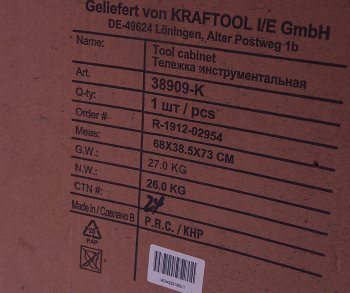 Geliefert von KRAFTOOL I/E GmbH
DE-49624 Löningen, Alter Postweg 1b
Name: Tool cabinet
Тележка инструментальная
Art. 38909-K
Q-ty: 1 шт / pcs
Order # R-1912-02954
Meas: 68X38.5X73 CM
G.W.: 27.0 KG
N.W.: 26.0 KG
CTN #: 27
Made in / Сделано в P.R.C. / КНР
PAP